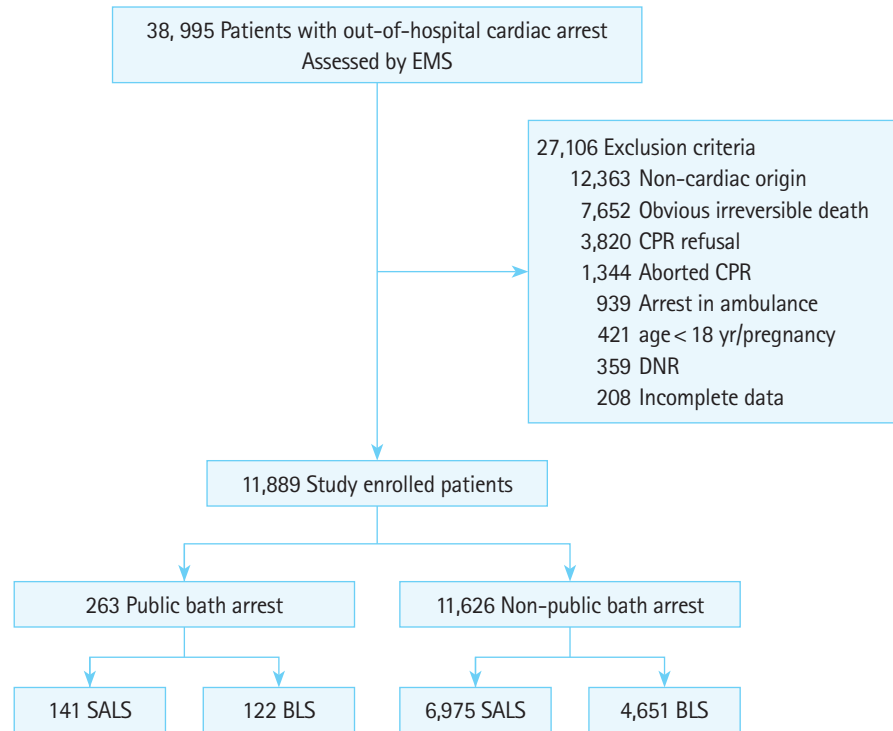 38, 995 Patients with out-of-hospital cardiac arrest
Assessed by EMS
27,106 Exclusion criteria
12,363 Non-cardiac origin
7,652 Obvious irreversible death
3,820 CPR refusal
1,344 Aborted CPR
939 Arrest in ambulance
421 age< 18 yr/pregnancy
359 DNR
208 Incomplete data
11,889 Study enrolled patients
263 Public bath arrest
11,626 Non-public bath arrest
141 SALS
122 BLS
6,975 SALS
4,651 BLS